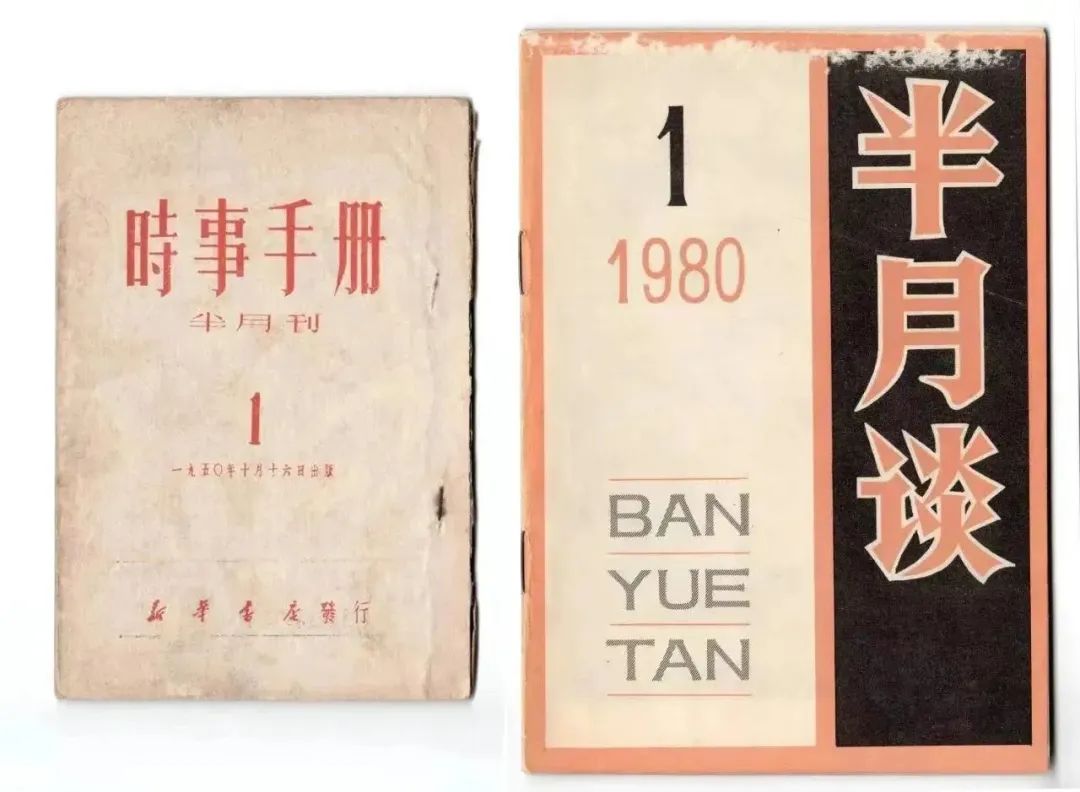 時事手册
半月刊
1
一九五〇年十月十六日出版
新華書店發行
1
1980
半月谈
BAN
YUE
TAN